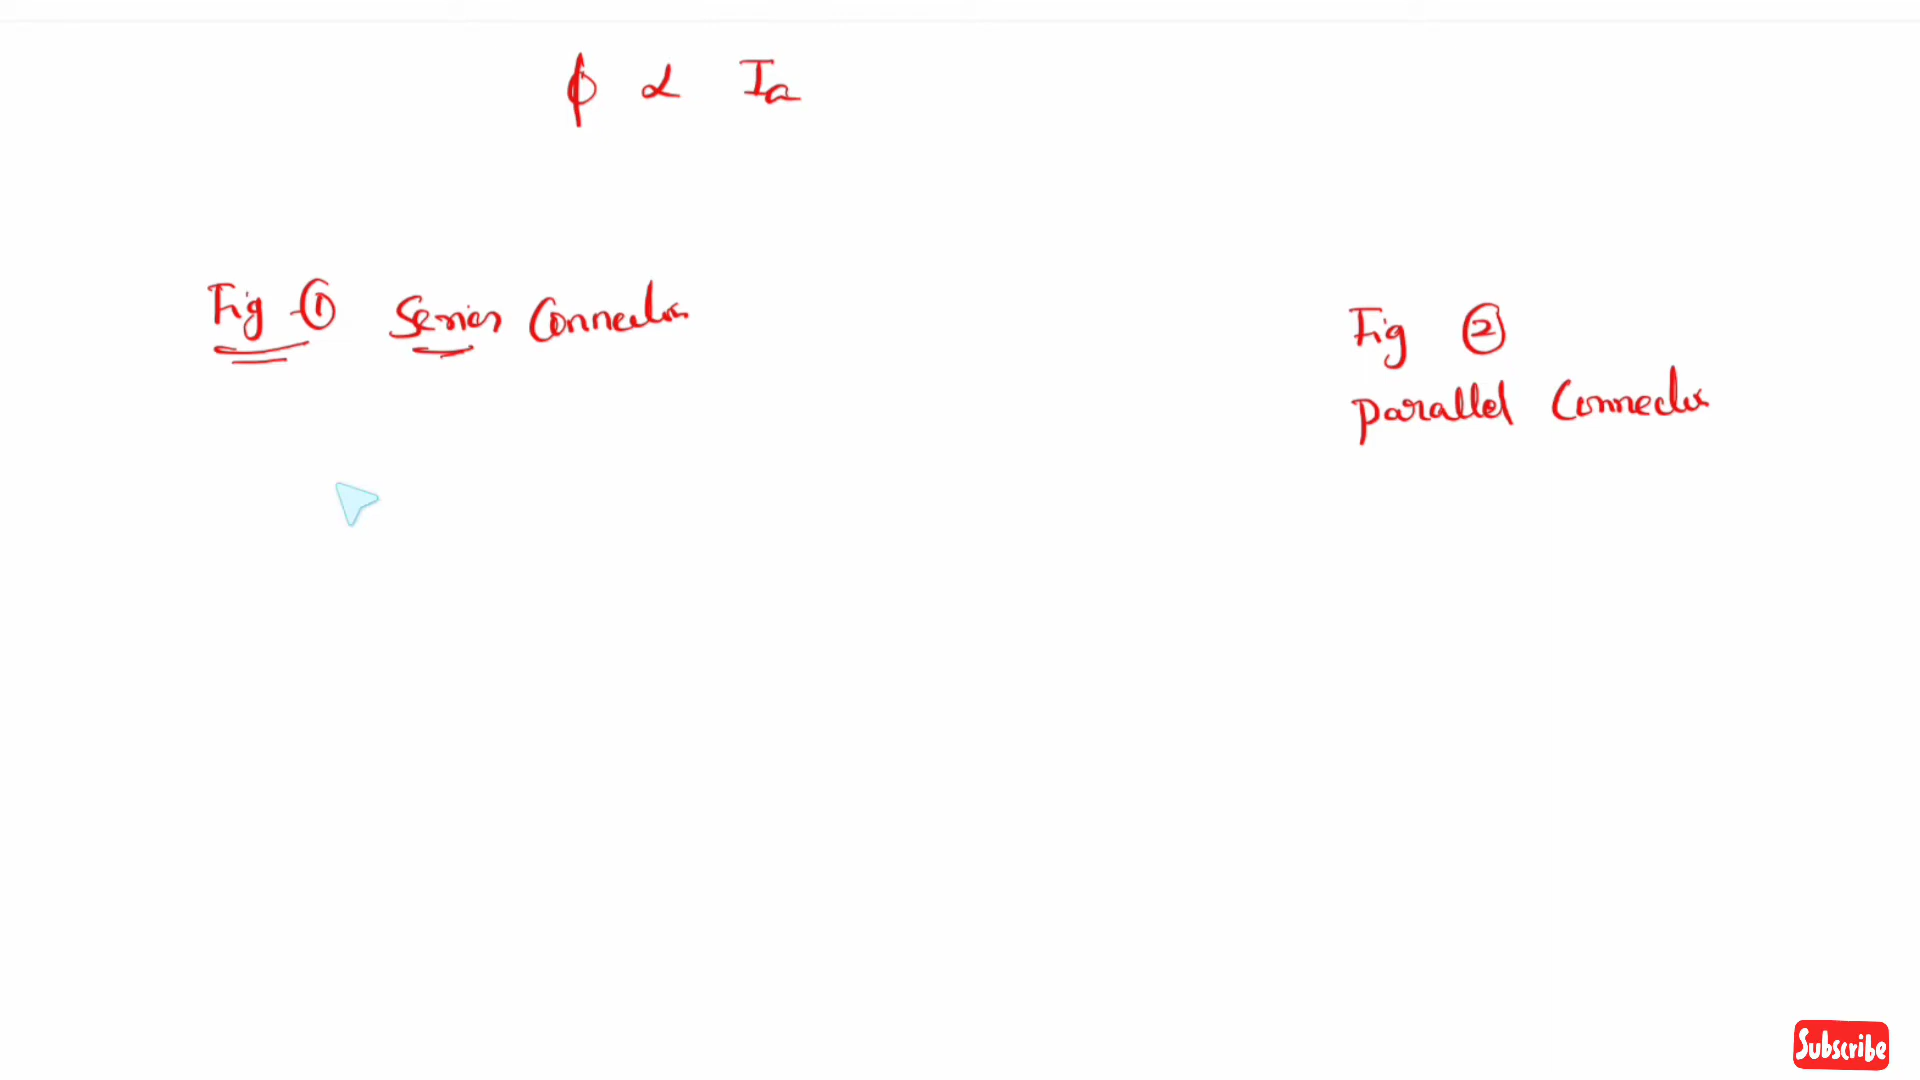 ϕ ∝ Ia
Fig -① Series Connection
Fig ②
parallel Connection
Subscribe